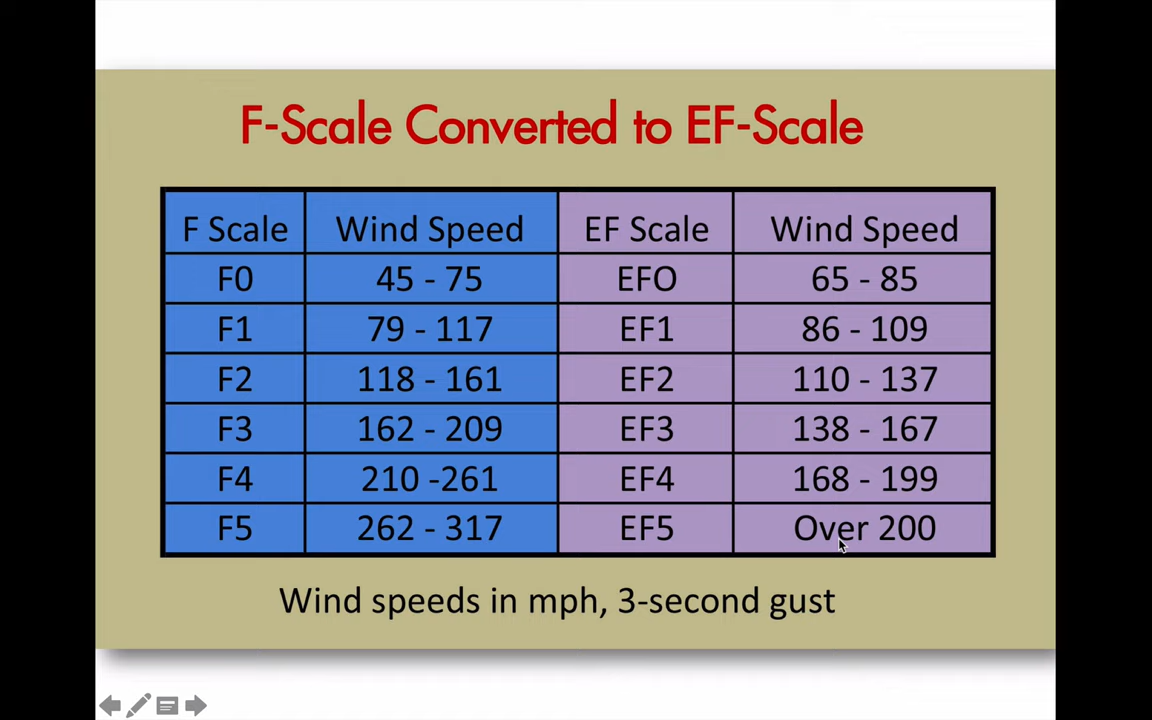 F-Scale Converted to EF-Scale
F Scale Wind Speed EF Scale Wind Speed
F0 45 - 75 EFO 65 - 85
F1 79 - 117 EF1 86 - 109
F2 118 - 161 EF2 110 - 137
F3 162 - 209 EF3 138 - 167
F4 210 -261 EF4 168 - 199
F5 262 - 317 EF5 Over 200
Wind speeds in mph, 3-second gust